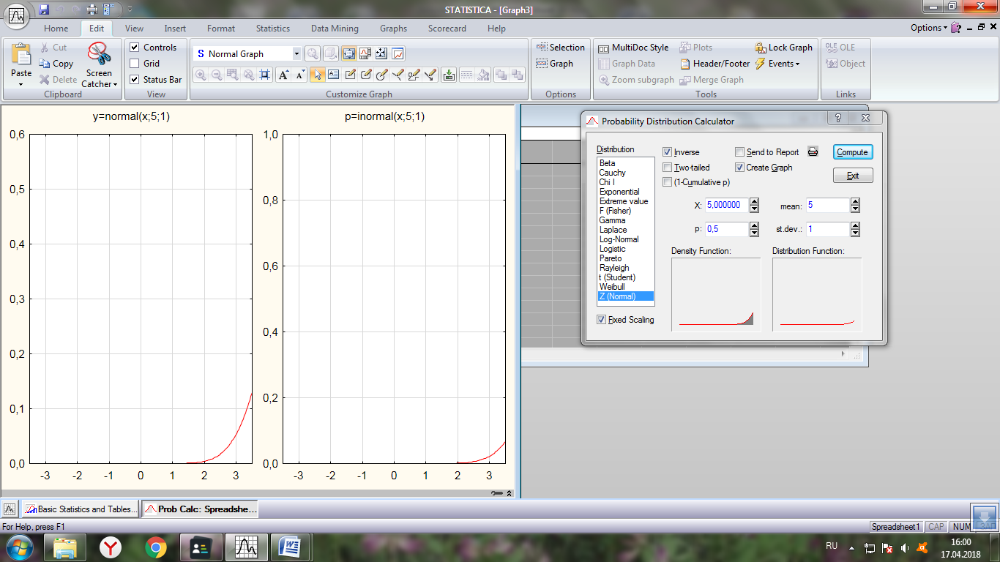 STATISTICA - [Graph3]
Home Edit View Insert Format Statistics Data Mining Graphs Scorecard Help Options
Paste
Cut
Copy
Delete
Screen Catcher
Clipboard
Controls
Grid
Status Bar
View
S Normal Graph
A A
Customize Graph
Selection
Graph
Options
MultiDoc Style Plots Lock Graph
Graph Data Header/Footer Events
Zoom subgraph Merge Graph
Tools
OLE OLE
Object
Links
y=normal(x;5;1)
0,6
0,5
0,4
0,3
0,2
0,1
0,0
-3 -2 -1 0 1 2 3
p=inormal(x;5;1)
1,0
0,8
0,6
0,4
0,2
0,0
-3 -2 -1 0 1 2 3
Probability Distribution Calculator
?
Distribution
Beta
Cauchy
Chi I
Exponential
Extreme value
F (Fisher)
Gamma
Laplace
Log-Normal
Logistic
Pareto
Rayleigh
t (Student)
Weibull
Z (Normal)
Fixed Scaling
Inverse Send to Report Compute
Two-tailed Create Graph
(1-Cumulative p) Exit
X: 5,000000 mean: 5
p: 0,5 st.dev.: 1
Density Function: Distribution Function:
Basic Statistics and Tables... Prob Calc: Spreadshe...
For Help, press F1 Spreadsheet1 CAP NUM
RU 16:00
17.04.2018